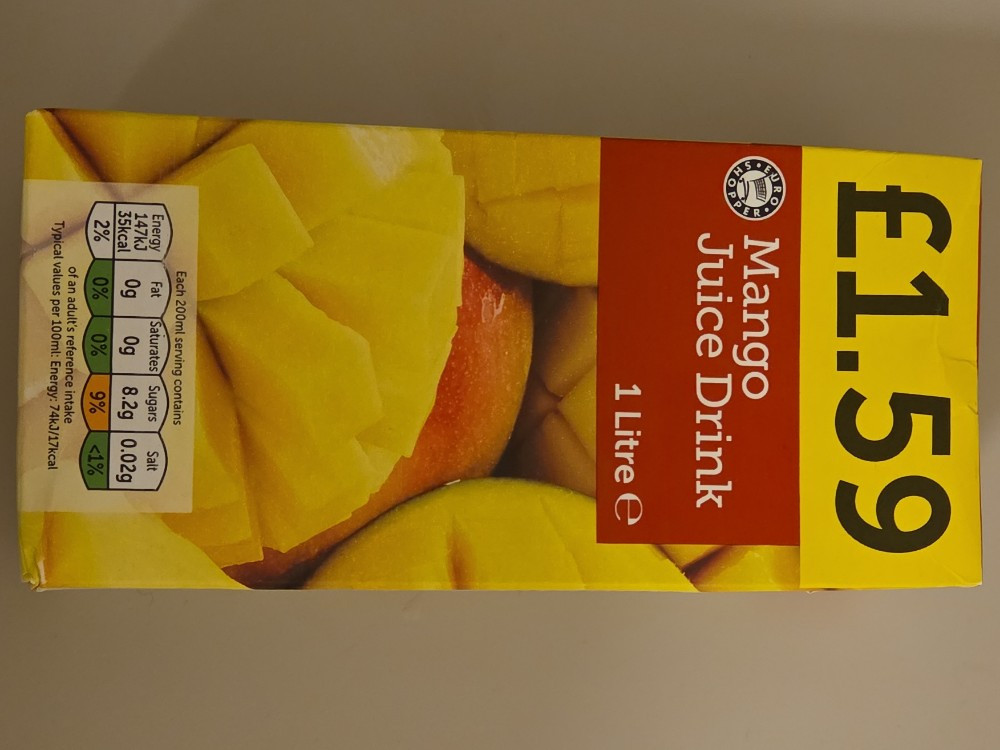 £1.59
EURO SHOPPER
Mango
Juice Drink
1 Litre ℮
Each 200ml serving contains
Energy Fat Saturates Sugars Salt
147kJ 0g 0g 8.2g 0.02g
35kcal
2% 0% 0% 9% <1%
of an adult's reference intake
Typical values per 100ml: Energy: 74kJ/17kcal